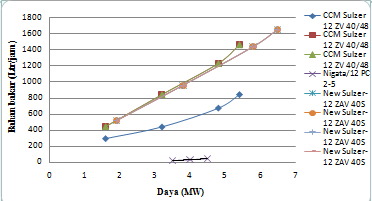 1800
1600
1400
1200
1000
800
600
400
200
0
Bahan bakar (Ltr/jam)
0 1 2 3 4 5 6 7
Daya (MW)
CCM Sulzer
12 ZV 40/48
CCM Sulzer
12 ZV 40/48
CCM Sulzer
12 ZV 40/48
Nigata/12 PC
2-5
New Sulzer-
12 ZAV 40S
New Sulzer-
12 ZAV 40S
New Sulzer-
12 ZAV 40S
New Sulzer-
12 ZAV 40S